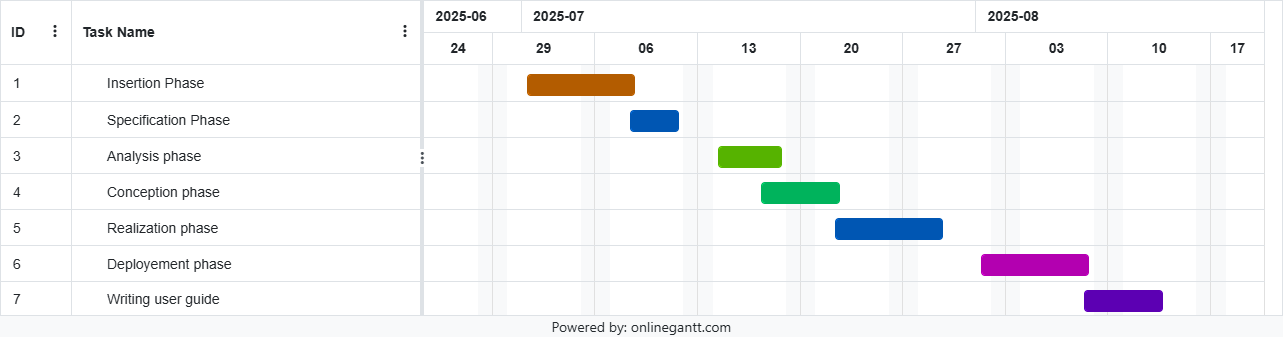 2025-06 2025-07 2025-08
ID Task Name
24 29 06 13 20 27 03 10 17
1 Insertion Phase
2 Specification Phase
3 Analysis phase
4 Conception phase
5 Realization phase
6 Deployement phase
7 Writing user guide
Powered by: onlinegantt.com